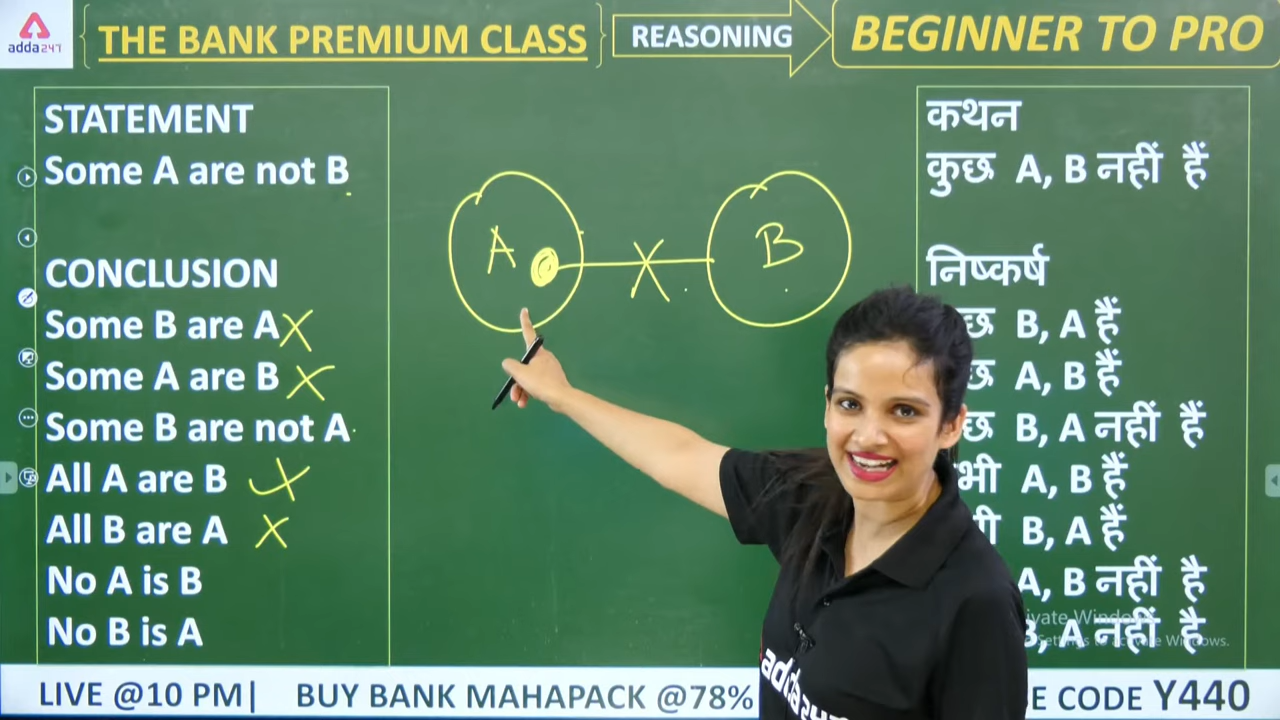 adda247
THE BANK PREMIUM CLASS
REASONING
BEGINNER TO PRO
STATEMENT
Some A are not B
CONCLUSION
Some B are A X
Some A are B X
Some B are not A
All A are B
All B are A X
No A is B
No B is A
A X B
कथन
कुछ A, B नहीं हैं
निष्कर्ष
B, A हैं
A, B हैं
B, A नहीं हैं
A, B हैं
B, A हैं
A, B नहीं है
B, A नहीं है
LIVE @10 PM| BUY BANK MAHAPACK @78%
CODE Y440
adda247